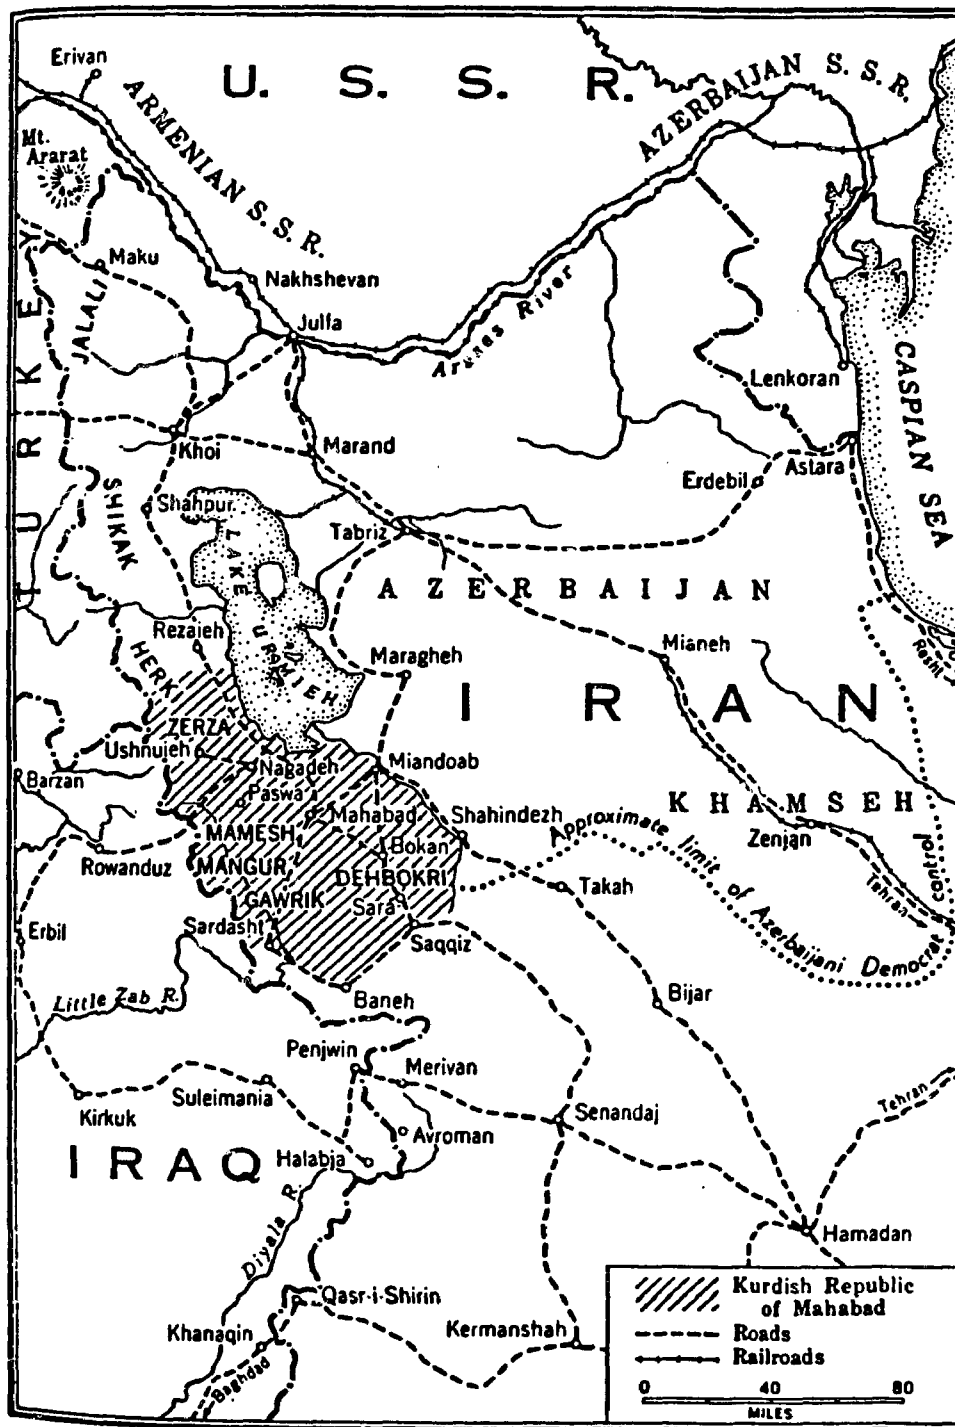 U. S. S. R.
Erivan
ARMENIAN S. S. R.
AZERBAIJAN S. S. R.
Mt.
Ararat
TURKEY
Maku
Nakhshevan
JALALI
Julfa
Araxes River
CASPIAN SEA
Lenkoran
Khoi
Marand
Astara
Erdebil
SHIKAK
Shahpur
LAKE URAMIEH
Tabriz
AZERBAIJAN
Rezaieh
Mianeh
Resht
HERK
Maragheh
IRAN
ZERZA
Ushnujeh
Nagadeh
Miandoab
Barzan
Paswa
Mahabad
Shahindezh
KHAMSEH
MAMESH
Bokan
Approximate limit of Azerbaijani Democrat control
Zenjan
Rowanduz
MANGUR
DEHBOKRI
Takah
Tehran
GAWRIK
Sara
Erbil
Sardasht
Saqqiz
Little Zab R.
Baneh
Bijar
Penjwin
Merivan
Suleimania
Kirkuk
Senandaj
Tehran
Avroman
IRAQ
Halabja
Diyala R.
Hamadan
Qasr-i-Shirin
Khanaqin
Kermanshah
Baghdad
Kurdish Republic
of Mahabad
Roads
Railroads
0 40 80
MILES